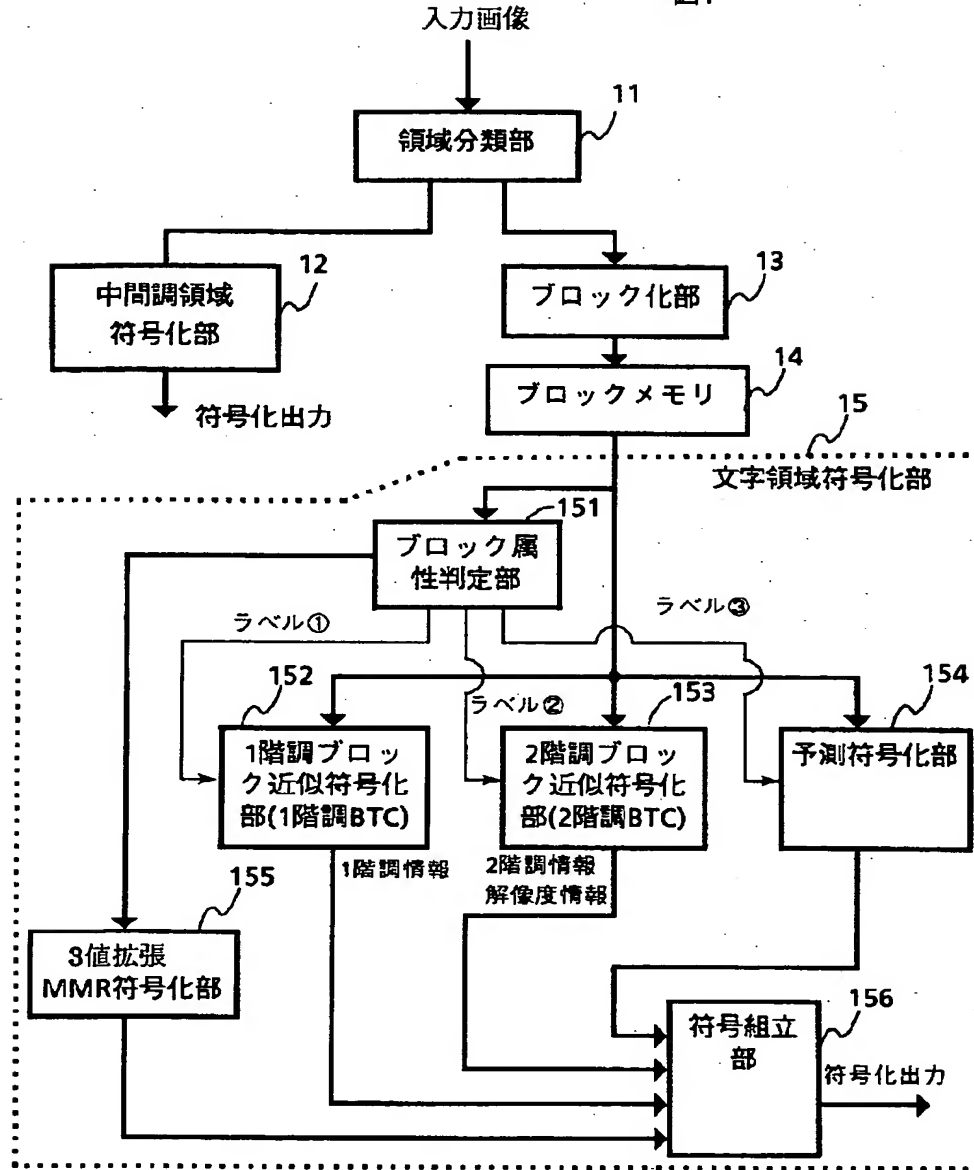 入力画像
11
領域分類部
12
中間調領域
符号化部
符号化出力
13
ブロック化部
14
ブロックメモリ
15
文字領域符号化部
151
ブロック属
性判定部
ラベル①
ラベル②
ラベル③
152
1階調ブロッ
ク近似符号化
部(1階調BTC)
1階調情報
153
2階調ブロッ
ク近似符号化
部(2階調BTC)
2階調情報
解像度情報
154
予測符号化部
155
3値拡張
MMR符号化部
156
符号組立
部
符号化出力